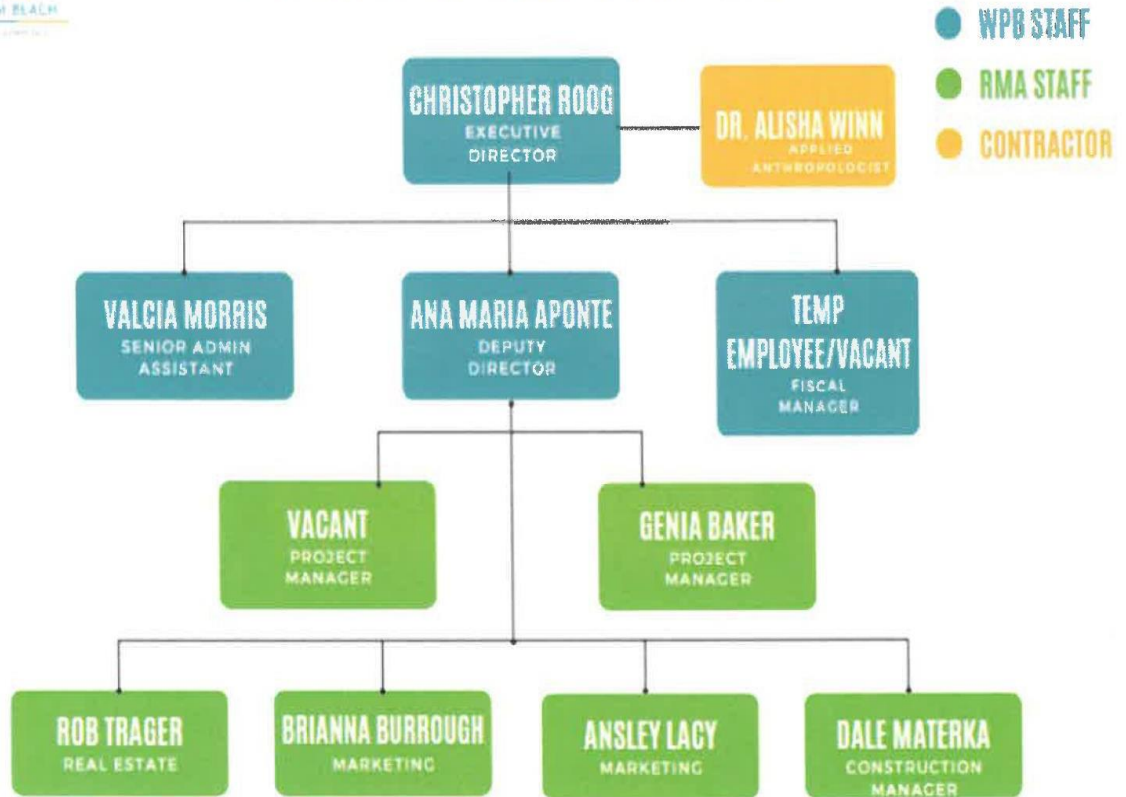 M BEACH
WPB STAFF
RMA STAFF
CONTRACTOR
CHRISTOPHER ROOG
EXECUTIVE
DIRECTOR
DR. ALISHA WINN
APPLIED
ANTHROPOLOGIST
VALCIA MORRIS
SENIOR ADMIN
ASSISTANT
ANA MARIA APONTE
DEPUTY
DIRECTOR
TEMP
EMPLOYEE/VACANT
FISCAL
MANAGER
VACANT
PROJECT
MANAGER
GENIA BAKER
PROJECT
MANAGER
ROB TRAGER
REAL ESTATE
BRIANNA BURROUGH
MARKETING
ANSLEY LACY
MARKETING
DALE MATERKA
CONSTRUCTION
MANAGER